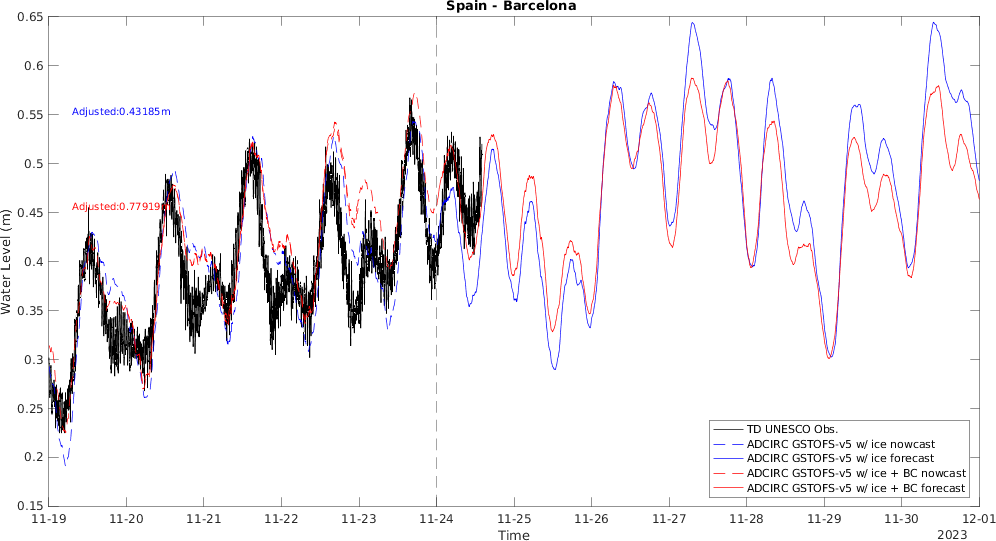 Spain - Barcelona
0.65
0.6
0.55
0.5
0.45
0.4
0.35
0.3
0.25
0.2
0.15
Water Level (m)
Adjusted:0.43185m
Adjusted:0.77919m
TD UNESCO Obs.
ADCIRC GSTOFS-v5 w/ ice nowcast
ADCIRC GSTOFS-v5 w/ ice forecast
ADCIRC GSTOFS-v5 w/ ice + BC nowcast
ADCIRC GSTOFS-v5 w/ ice + BC forecast
11-19 11-20 11-21 11-22 11-23 11-24 11-25 11-26 11-27 11-28 11-29 11-30 12-01
Time
2023